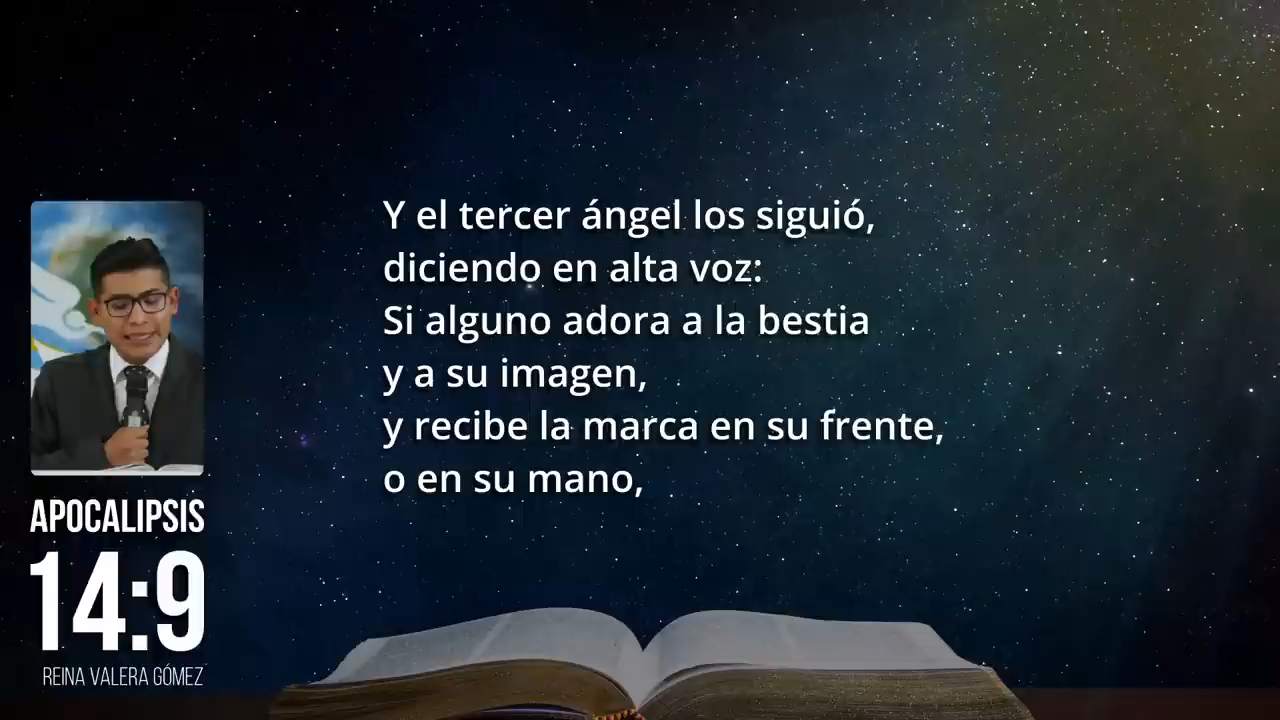 Y el tercer ángel los siguió,
diciendo en alta voz:
Si alguno adora a la bestia
y a su imagen,
y recibe la marca en su frente,
o en su mano,
APOCALIPSIS
14:9
REINA VALERA GÓMEZ